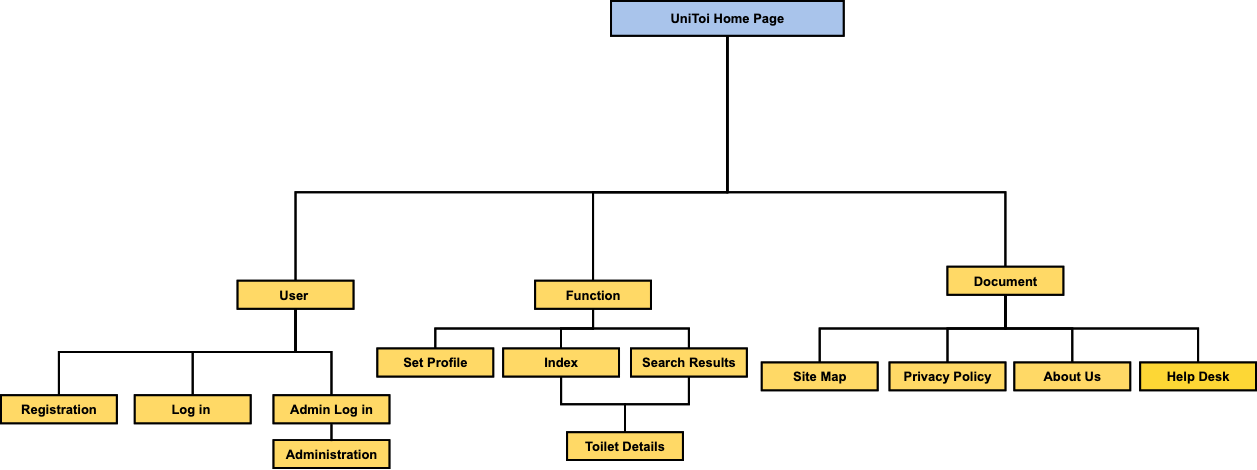 UniToi Home Page
User
Function
Document
Set Profile
Index
Search Results
Site Map
Privacy Policy
About Us
Help Desk
Registration
Log in
Admin Log in
Toilet Details
Administration